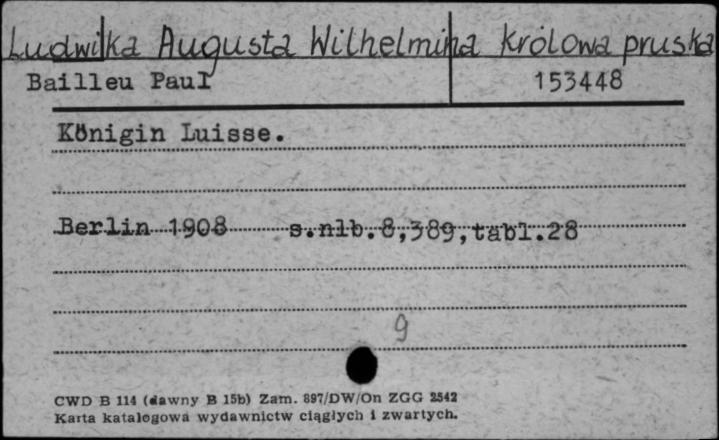 Ludwika Augusta Wilhelmina królowa pruska
Bailleu Paul 153448
Königin Luisse.
Berlin 1908 s.nlb.8,389,tabl.28
9
CWD B 114 (dawny B 15b) Zam. 897/DW/On ZGG 2542
Karta katalogowa wydawnictw ciągłych i zwartych.